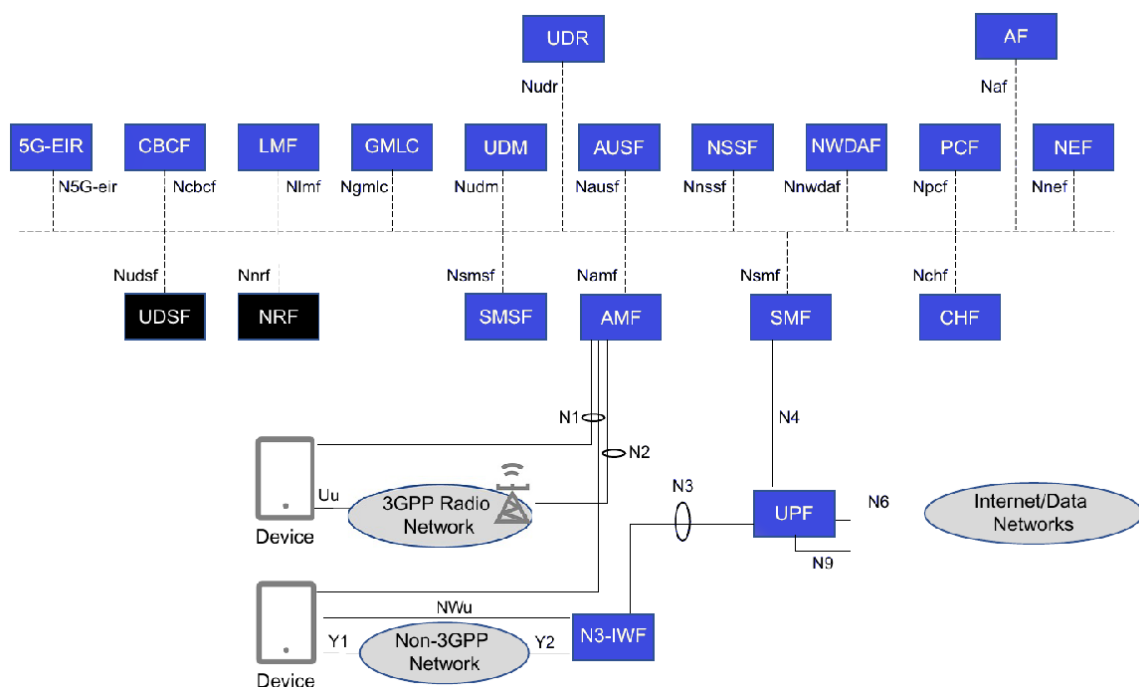 UDR
AF
Nudr
Naf
5G-EIR CBCF LMF GMLC UDM AUSF NSSF NWDAF PCF NEF
N5G-eir Ncbcf Nlmf Ngmlc Nudm Nausf Nnssf Nnwdaf Npcf Nnef
Nudsf Nnrf Nsmsf Namf Nsmf Nchf
UDSF NRF SMSF AMF SMF CHF
N1
N4
N2
Uu
3GPP Radio
Network
Device
N3
UPF
N6
Internet/Data
Networks
N9
NWu
Y1
Non-3GPP
Network
Y2
N3-IWF
Device